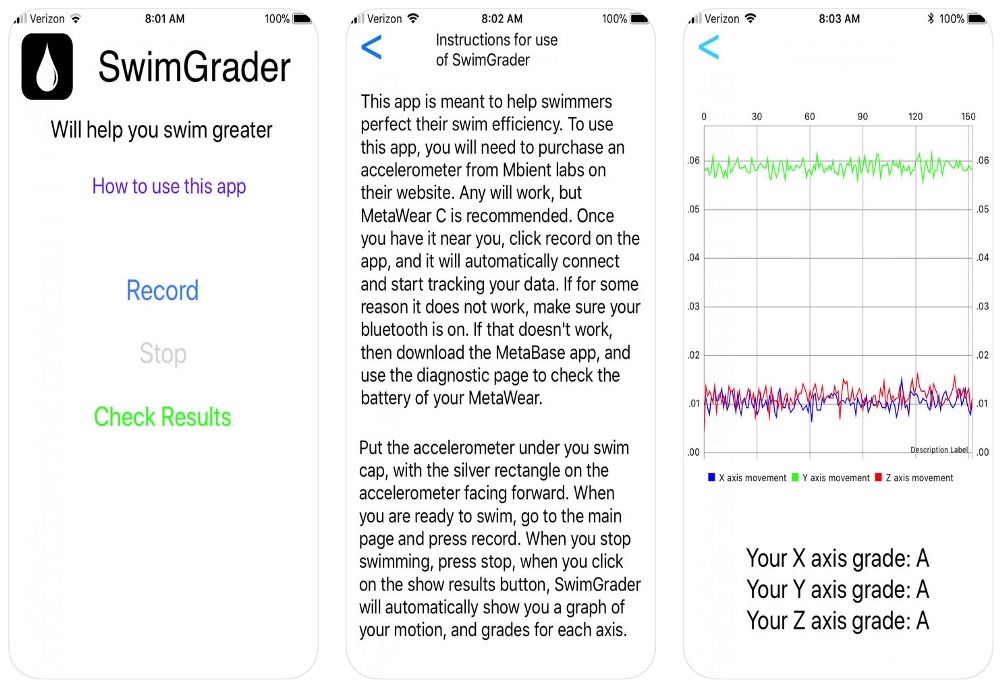 Verizon 8:01 AM 100%
SwimGrader
Will help you swim greater
How to use this app
Record
Stop
Check Results
Verizon 8:02 AM 100%
<
Instructions for use
of SwimGrader
This app is meant to help swimmers
perfect their swim efficiency. To use
this app, you will need to purchase an
accelerometer from Mbient labs on
their website. Any will work, but
MetaWear C is recommended. Once
you have it near you, click record on the
app, and it will automatically connect
and start tracking your data. If for some
reason it does not work, make sure your
bluetooth is on. If that doesn't work,
then download the MetaBase app, and
use the diagnostic page to check the
battery of your MetaWear.
Put the accelerometer under you swim
cap, with the silver rectangle on the
accelerometer facing forward. When
you are ready to swim, go to the main
page and press record. When you stop
swimming, press stop, when you click
on the show results button, SwimGrader
will automatically show you a graph of
your motion, and grades for each axis.
Verizon 8:03 AM 100%
<
0 30 60 90 120 150
.06 .06
.05 .05
.04 .04
.03 .03
.02 .02
.01 .01
Description Label
.00 .00
X axis movement Y axis movement Z axis movement
Your X axis grade: A
Your Y axis grade: A
Your Z axis grade: A